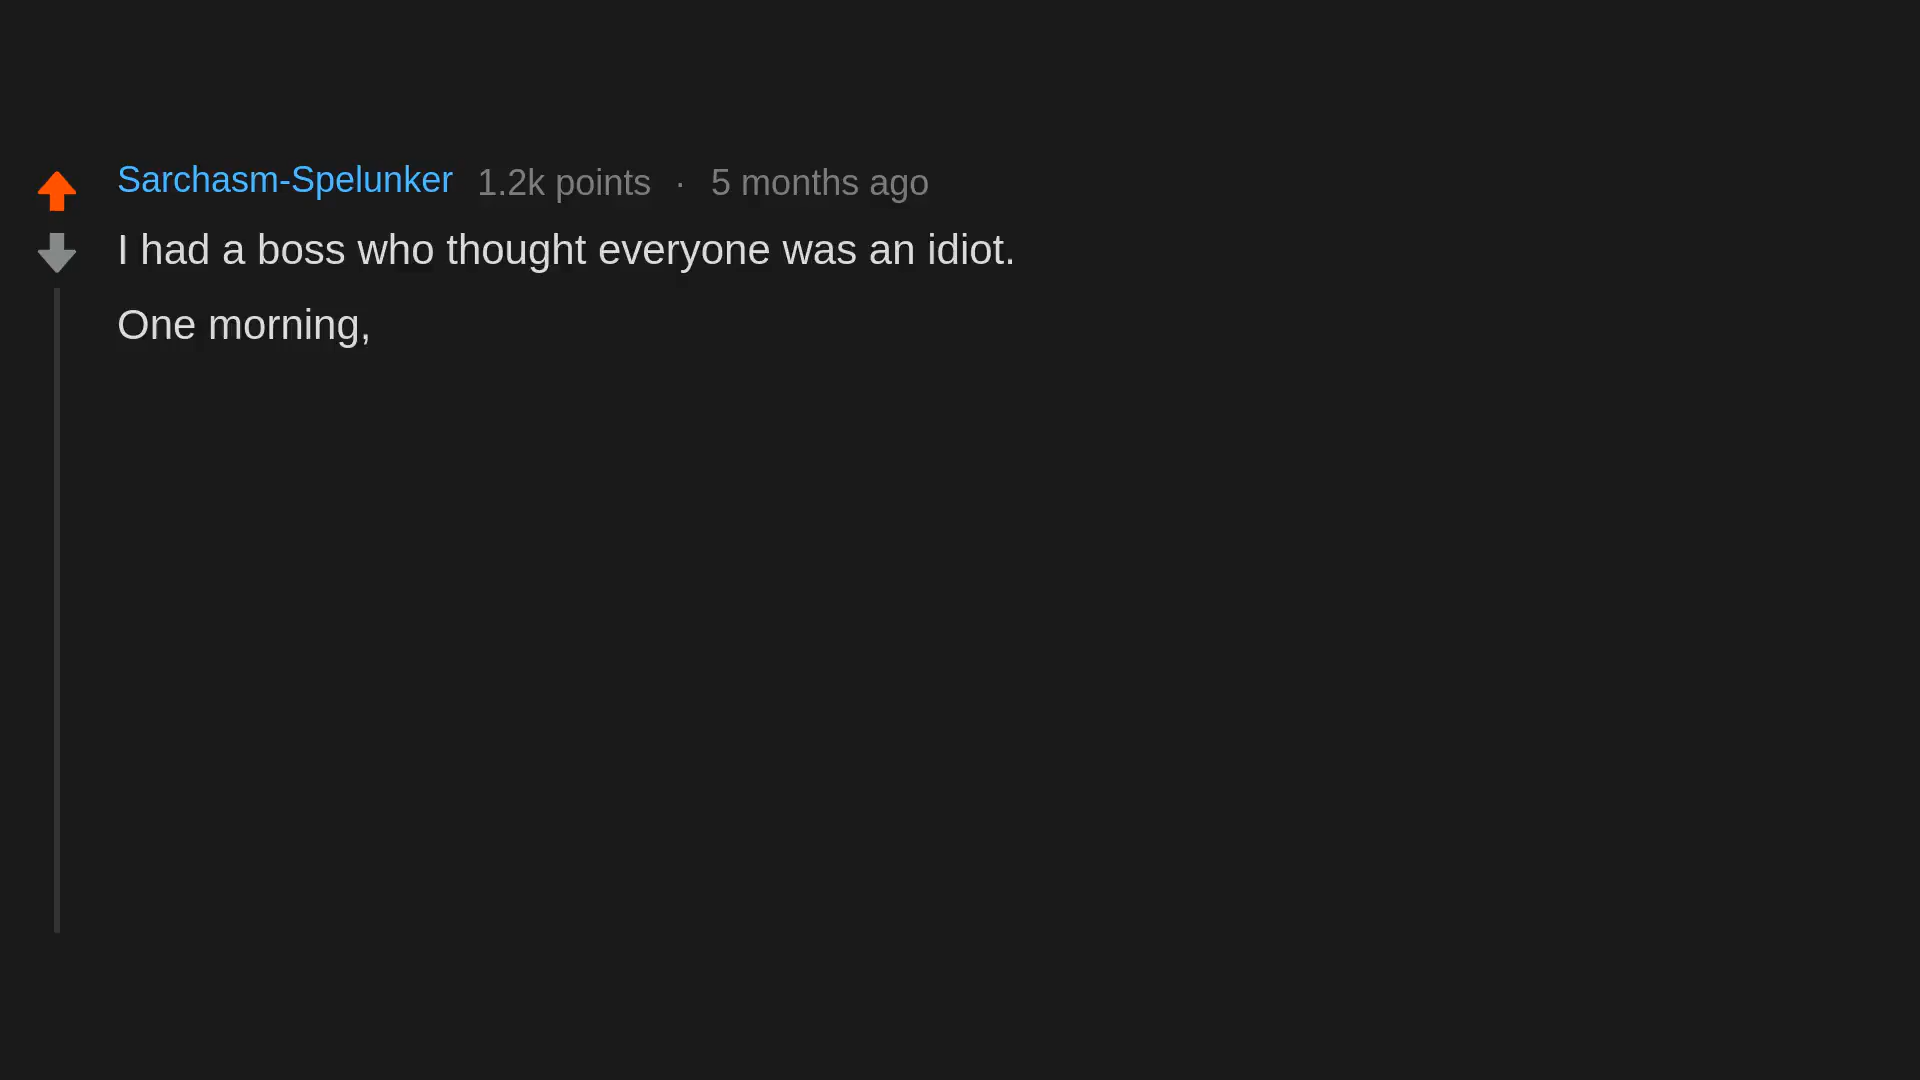 Sarchasm-Spelunker 1.2k points · 5 months ago
I had a boss who thought everyone was an idiot.
One morning,